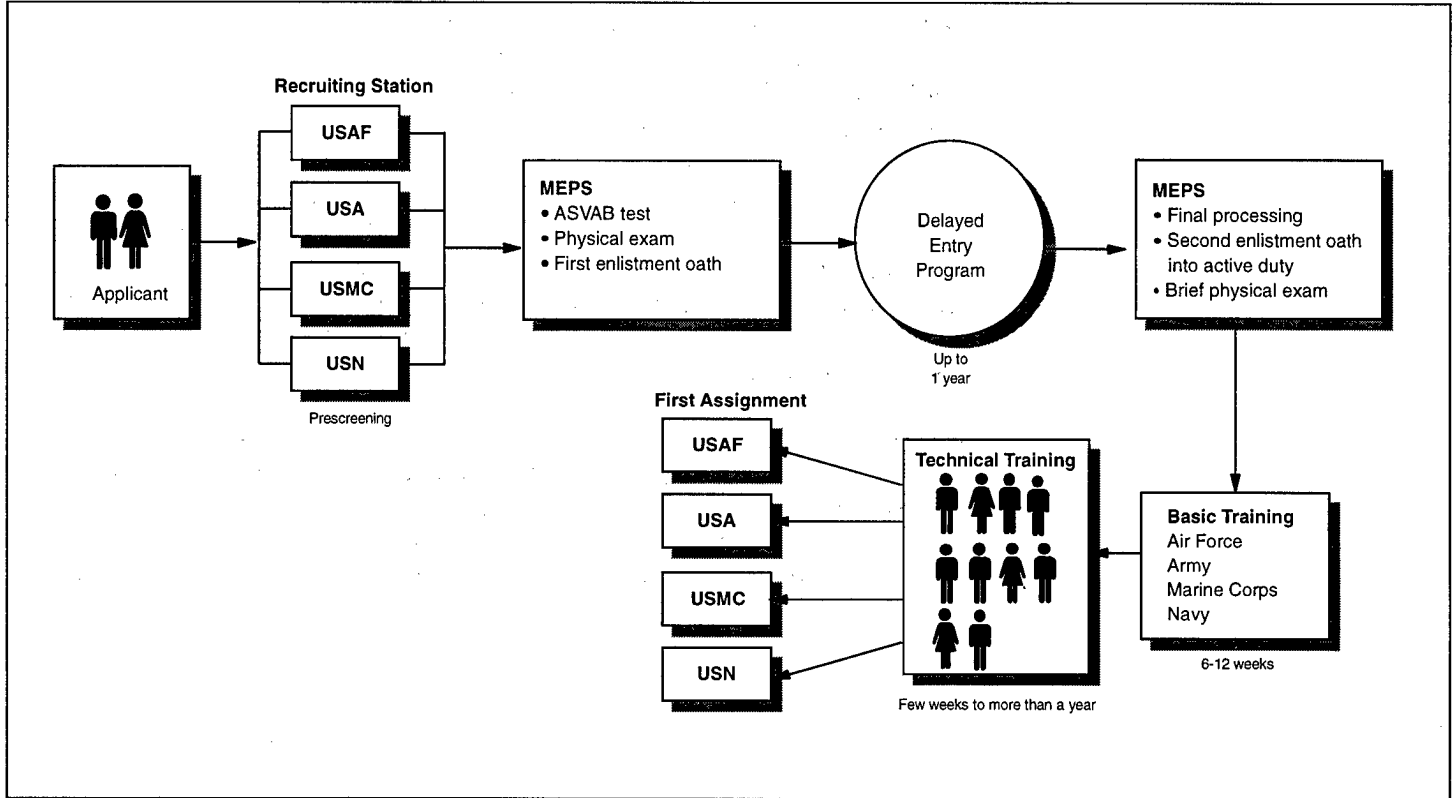 Recruiting Station
Applicant
USAF
USA
USMC
USN
Prescreening
MEPS
• ASVAB test
• Physical exam
• First enlistment oath
Delayed
Entry
Program
Up to
1 year
MEPS
• Final processing
• Second enlistment oath
into active duty
• Brief physical exam
Basic Training
Air Force
Army
Marine Corps
Navy
6-12 weeks
Technical Training
Few weeks to more than a year
First Assignment
USAF
USA
USMC
USN